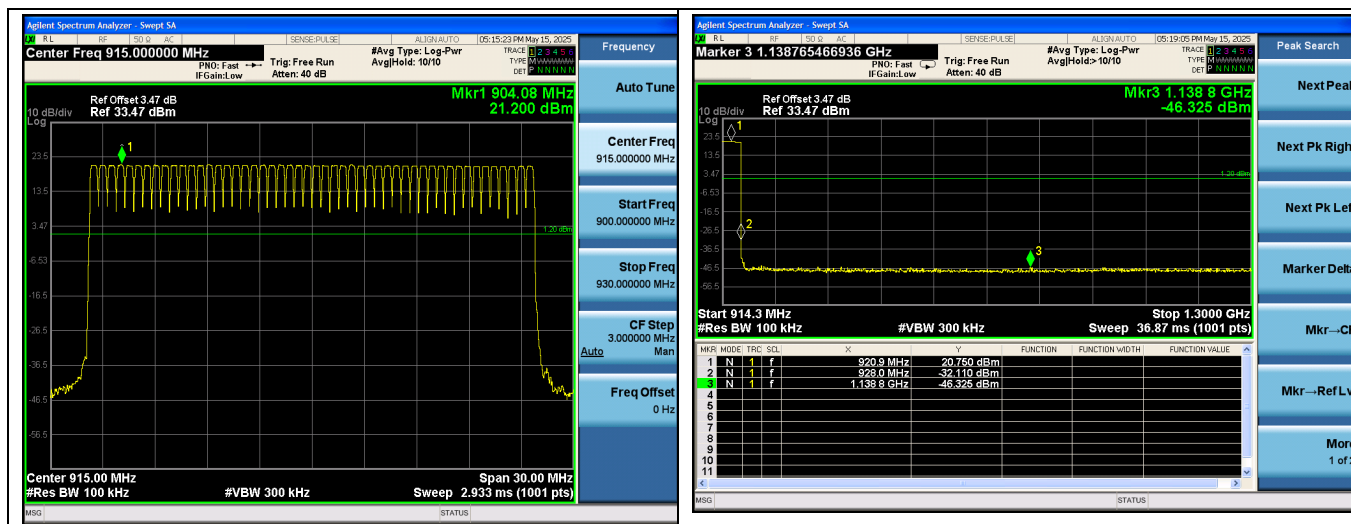 Agilent Spectrum Analyzer - Swept SA
LXI RL RF 50 Ω AC SENSE:PULSE ALIGN AUTO 05:15:23 PM May 15, 2025
Center Freq 915.000000 MHz
PNO: Fast
IFGain:Low
Trig: Free Run
Atten: 40 dB
#Avg Type: Log-Pwr
Avg|Hold: 10/10
TRACE 1 2 3 4 5 6
TYPE M WWWWW
DET P N N N N N
Mkr1 904.08 MHz
21.200 dBm
Ref Offset 3.47 dB
Ref 33.47 dBm
10 dB/div
Log
1
23.5
13.5
3.47
1.20 dBm
-6.53
-16.5
-26.5
-36.5
-46.5
-56.5
Center 915.00 MHz
Span 30.00 MHz
#Res BW 100 kHz
#VBW 300 kHz
Sweep 2.933 ms (1001 pts)
MSG STATUS
Frequency
Auto Tune
Center Freq
915.000000 MHz
Start Freq
900.000000 MHz
Stop Freq
930.000000 MHz
CF Step
3.000000 MHz
Auto Man
Freq Offset
0 Hz
Agilent Spectrum Analyzer - Swept SA
LXI RL RF 50 Ω AC SENSE:PULSE ALIGN AUTO 05:19:05 PM May 15, 2025
Marker 3 1.138765466936 GHz
PNO: Fast
IFGain:Low
Trig: Free Run
Atten: 40 dB
#Avg Type: Log-Pwr
Avg|Hold:>10/10
TRACE 1 2 3 4 5 6
TYPE M WWWWW
DET P N N N N N
Mkr3 1.138 8 GHz
-46.325 dBm
Ref Offset 3.47 dB
Ref 33.47 dBm
10 dB/div
Log
1
23.5
13.5
3.47
1.20 dBm
-6.53
-16.5
2
-26.5
-36.5
3
-46.5
-56.5
Start 914.3 MHz
Stop 1.3000 GHz
#Res BW 100 kHz
#VBW 300 kHz
Sweep 36.87 ms (1001 pts)
MKR MODE TRC SCL X Y FUNCTION FUNCTION WIDTH FUNCTION VALUE
1 N 1 f 920.9 MHz 20.750 dBm
2 N 1 f 928.0 MHz -32.110 dBm
3 N 1 f 1.138 8 GHz -46.325 dBm
4
5
6
7
8
9
10
11
MSG STATUS
Peak Search
Next Peak
Next Pk Righ
Next Pk Lef
Marker Delta
Mkr→C
Mkr→Ref Lv
More
1 of